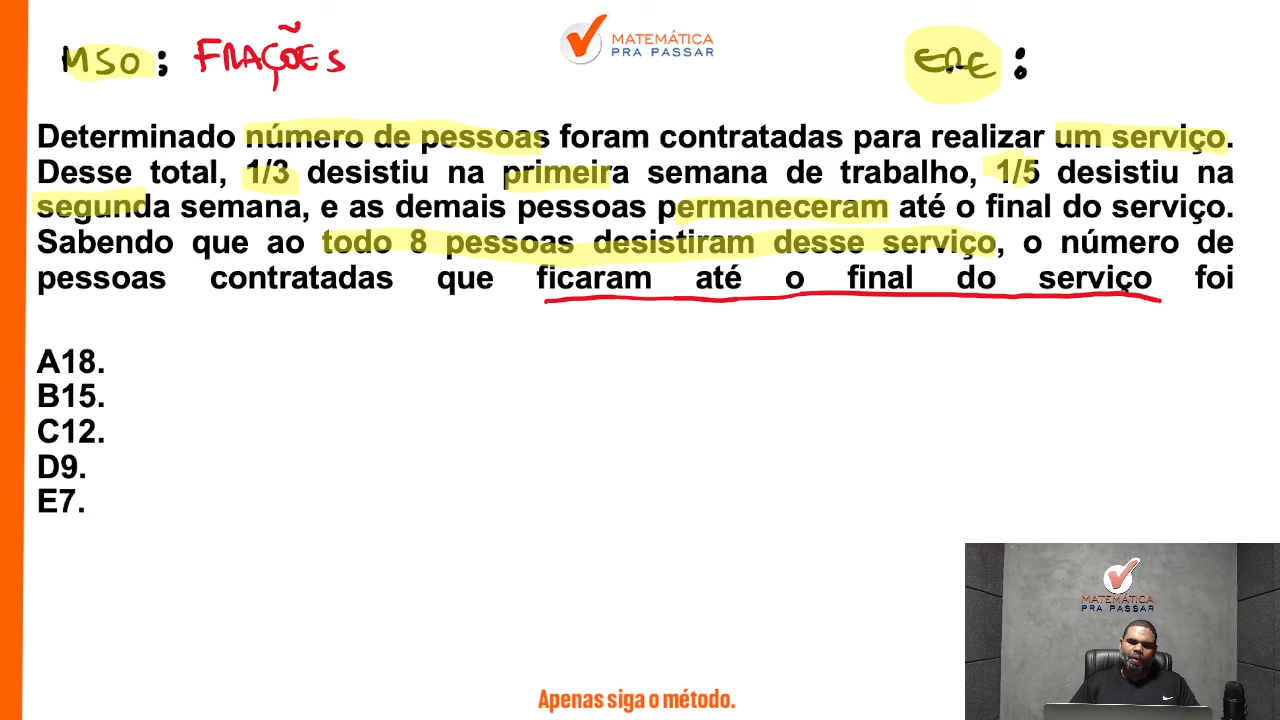 MSO : FRAÇÕES
MATEMÁTICA
PRA PASSAR
ERE :
Determinado número de pessoas foram contratadas para realizar um serviço.
Desse total, 1/3 desistiu na primeira semana de trabalho, 1/5 desistiu na
segunda semana, e as demais pessoas permaneceram até o final do serviço.
Sabendo que ao todo 8 pessoas desistiram desse serviço, o número de
pessoas contratadas que ficaram até o final do serviço foi
A18.
B15.
C12.
D9.
E7.
MATEMÁTICA
PRA PASSAR
Apenas siga o método.